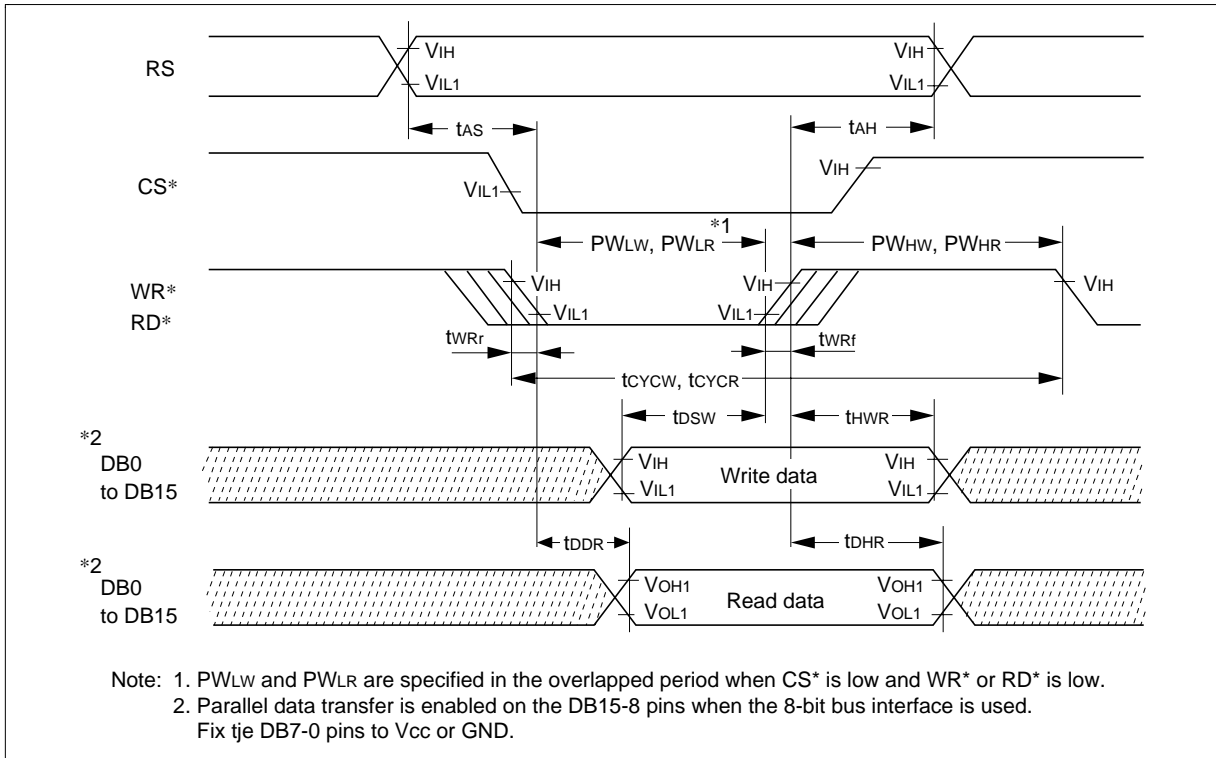 RS
VIH
VIH
VIL1
VIL1
tAS
tAH
CS*
VIL1
VIH
*1
PWLW, PWLR
PWHW, PWHR
WR*
RD*
VIH
VIH
VIH
VIL1
VIL1
tWRr
tWRf
tCYCW, tCYCR
tDSW
tHWR
*2
DB0
to DB15
VIH
VIL1
Write data
VIH
VIL1
tDDR
tDHR
*2
DB0
to DB15
VOH1
VOL1
Read data
VOH1
VOL1
Note: 1. PWLW and PWLR are specified in the overlapped period when CS* is low and WR* or RD* is low.
2. Parallel data transfer is enabled on the DB15-8 pins when the 8-bit bus interface is used.
Fix tje DB7-0 pins to Vcc or GND.